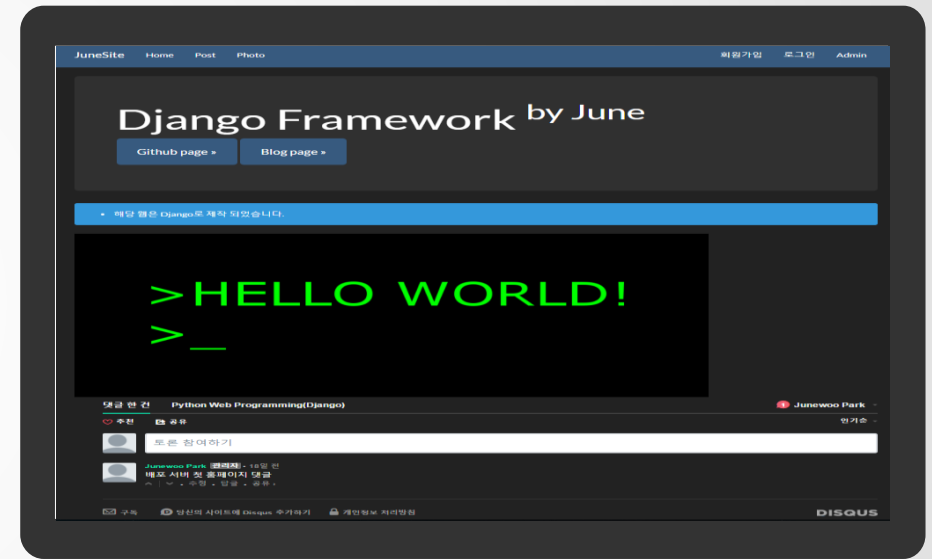 JuneSite Home Post Photo 회원가입 로그인 Admin
Django Framework by June
Github page » Blog page »
• 해당 웹은 Django로 제작 되었습니다.
>HELLO WORLD!
>_
댓글 한 건 Python Web Programming(Django) 1 Junewoo Park
추천 공유 인기순
토론 참여하기
Junewoo Park 관리자 • 18일 전
배포 서버 첫 홈페이지 댓글
• 수정 • 답글 • 공유 ›
구독 당신의 사이트에 Disqus 추가하기 개인정보 처리방침 DISQUS